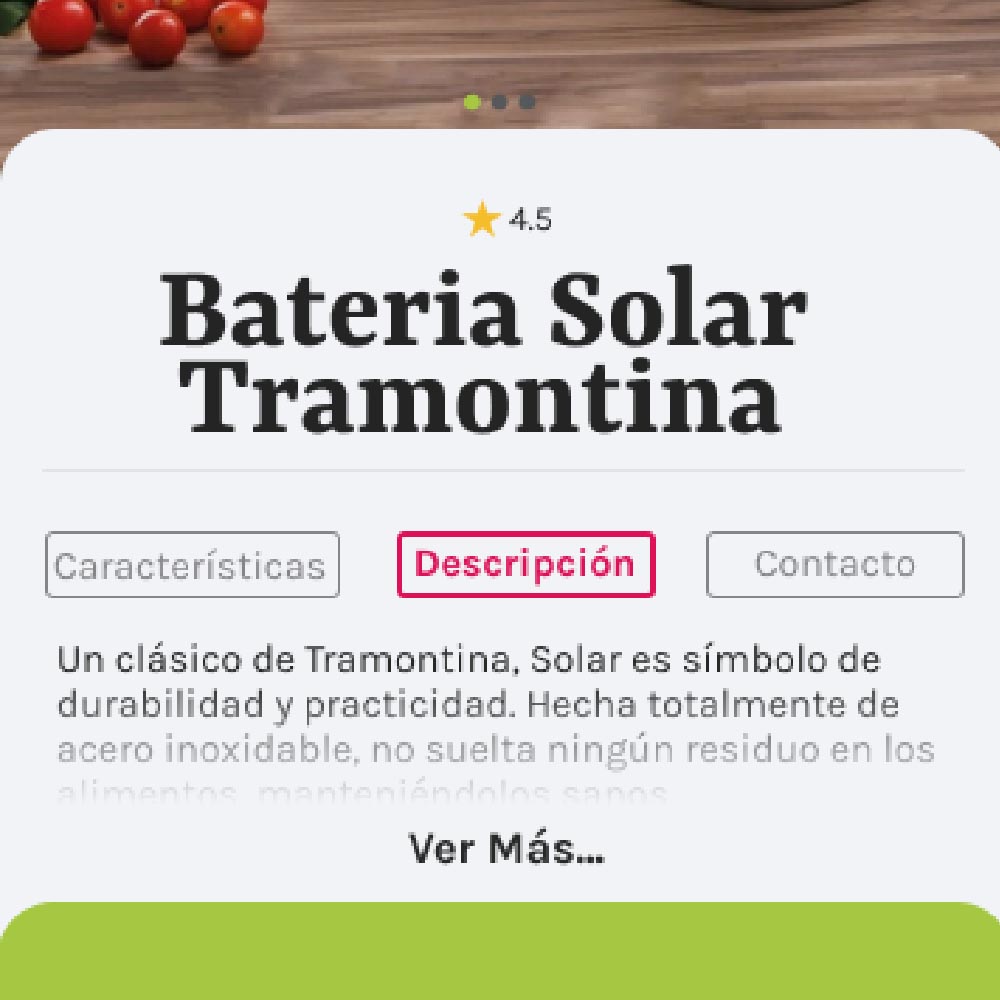 4.5
Bateria Solar
Tramontina
Características
Descripción
Contacto
Un clásico de Tramontina, Solar es símbolo de
durabilidad y practicidad. Hecha totalmente de
acero inoxidable, no suelta ningún residuo en los
alimentos, manteniéndolos sanos
Ver Más...